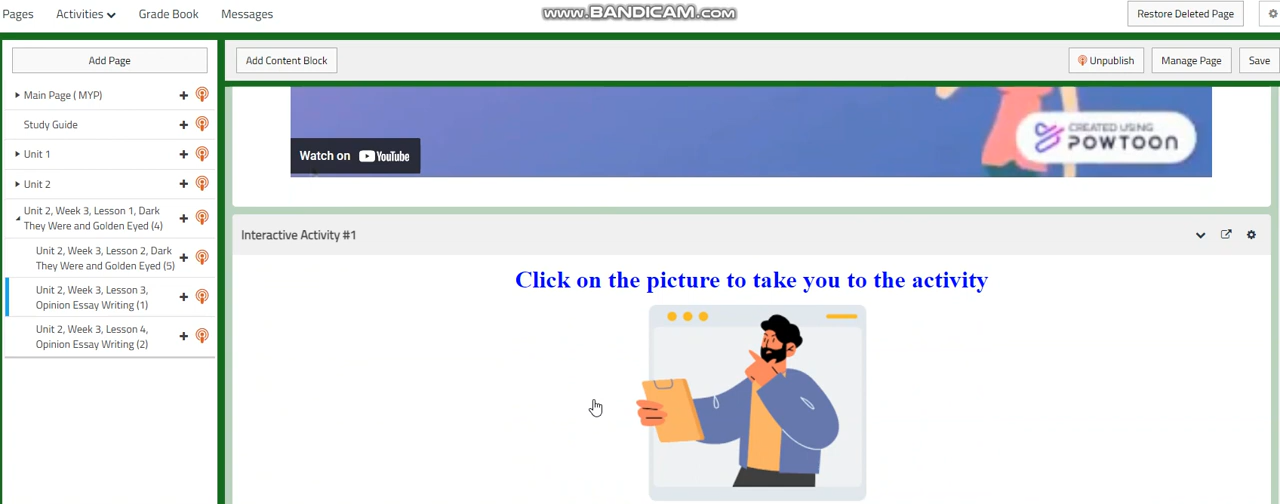 www.BANDICAM.com
Pages Activities Grade Book Messages Restore Deleted Page
Add Page Add Content Block Unpublish Manage Page Save
Main Page ( MYP)
Study Guide
Unit 1
Unit 2
Unit 2, Week 3, Lesson 1, Dark
They Were and Golden Eyed (4)
Unit 2, Week 3, Lesson 2, Dark
They Were and Golden Eyed (5)
Unit 2, Week 3, Lesson 3,
Opinion Essay Writing (1)
Unit 2, Week 3, Lesson 4,
Opinion Essay Writing (2)
Watch on YouTube
CREATED USING
POWTOON
Interactive Activity #1
Click on the picture to take you to the activity